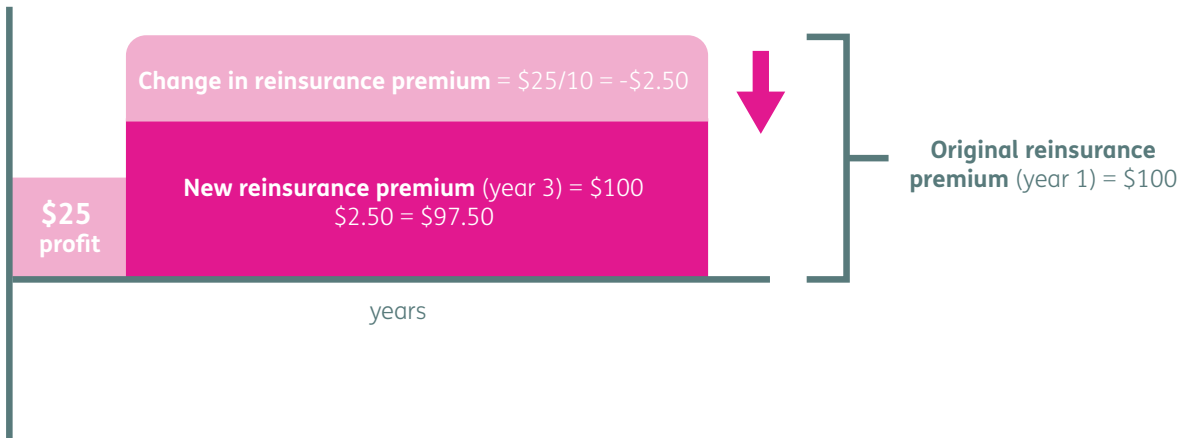 Change in reinsurance premium = $25/10 = -$2.50
New reinsurance premium (year 3) = $100
$2.50 = $97.50
$25
profit
Original reinsurance
premium (year 1) = $100
years